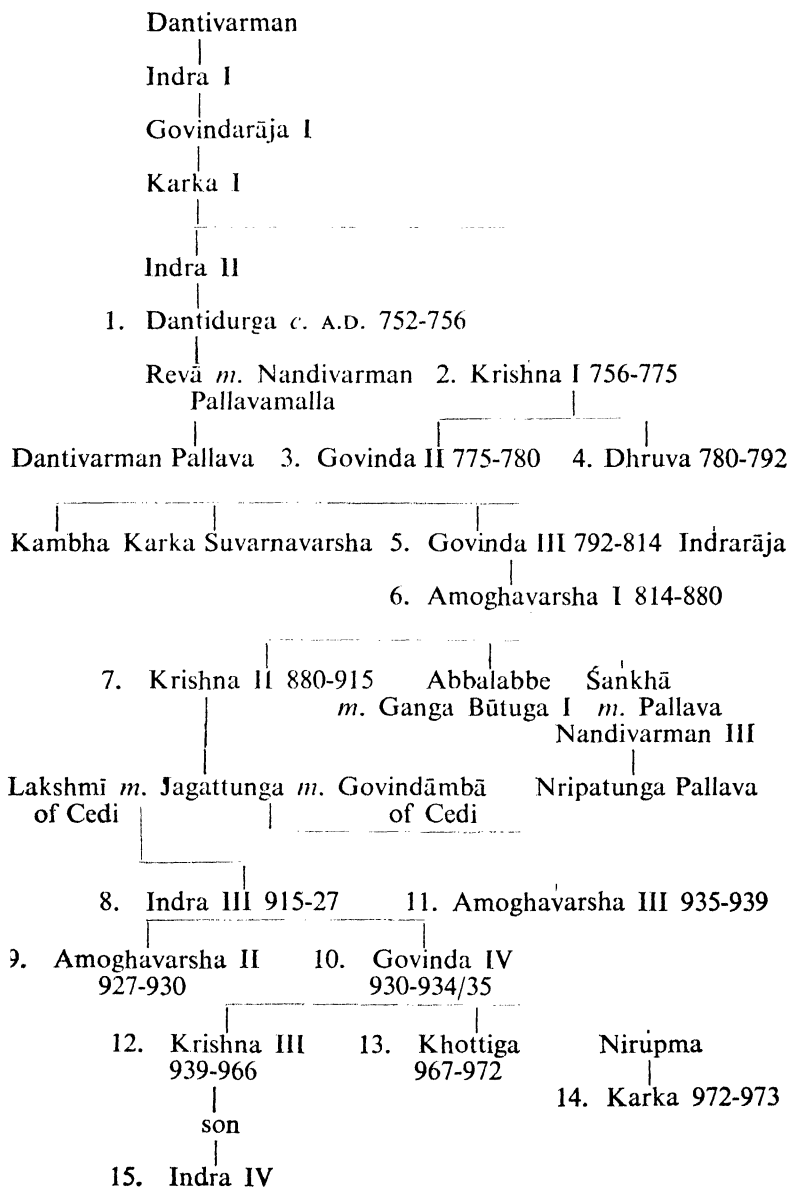 Dantivarman
Indra I
Govindarāja I
Karka I
Indra II
1. Dantidurga c. A.D. 752-756
Revā m. Nandivarman 2. Krishna I 756-775
Pallavamalla
Dantivarman Pallava 3. Govinda II 775-780 4. Dhruva 780-792
Kambha Karka Suvarnavarsha 5. Govinda III 792-814 Indrarāja
6. Amoghavarsha I 814-880
7. Krishna II 880-915 Abbalabbe Śankhā
m. Ganga Būtuga I m. Pallava
Nandivarman III
Lakshmī m. Jagattunga m. Govindāmbā Nripatunga Pallava
of Cedi of Cedi
8. Indra III 915-27 11. Amoghavarsha III 935-939
9. Amoghavarsha II 10. Govinda IV
927-930 930-934/35
12. Krishna III 13. Khottiga Nirupma
939-966 967-972
14. Karka 972-973
son
15. Indra IV